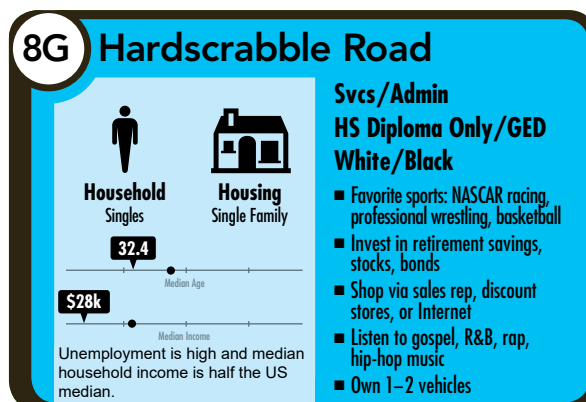 8G Hardscrabble Road
Household
Singles
Housing
Single Family
32.4
Median Age
$28k
Median Income
Unemployment is high and median
household income is half the US
median.
Svcs/Admin
HS Diploma Only/GED
White/Black
■ Favorite sports: NASCAR racing,
professional wrestling, basketball
■ Invest in retirement savings,
stocks, bonds
■ Shop via sales rep, discount
stores, or Internet
■ Listen to gospel, R&B, rap,
hip-hop music
■ Own 1–2 vehicles